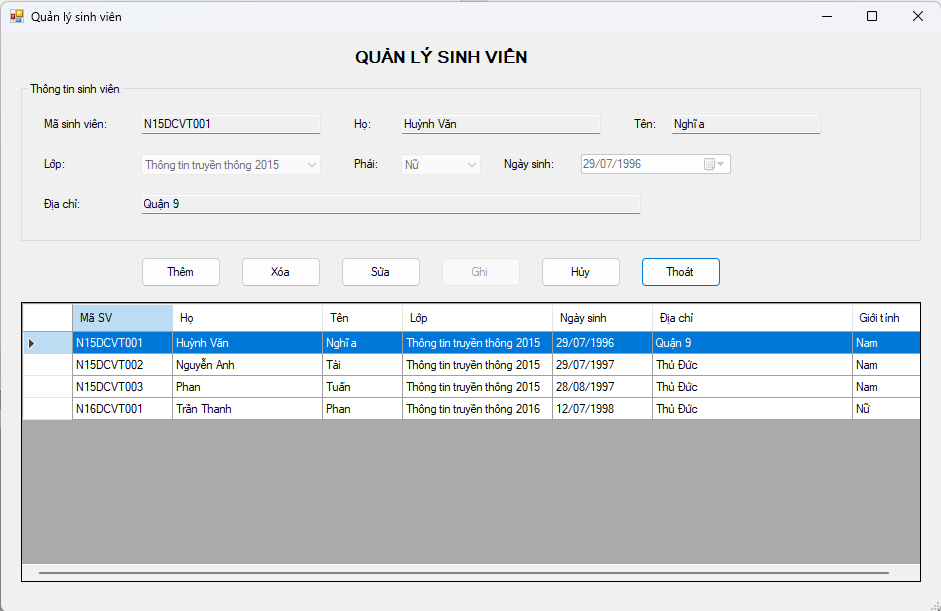 Quản lý sinh viên
QUẢN LÝ SINH VIÊN
Thông tin sinh viên
Mã sinh viên: N15DCVT001 Họ: Huỳnh Văn Tên: Nghĩa
Lớp: Thông tin truyền thông 2015 Phái: Nữ Ngày sinh: 29/07/1996
Địa chỉ: Quận 9
Thêm Xóa Sửa Ghi Hủy Thoát
Mã SV Họ Tên Lớp Ngày sinh Địa chỉ Giới tính
N15DCVT001 Huỳnh Văn Nghĩa Thông tin truyền thông 2015 29/07/1996 Quận 9 Nam
N15DCVT002 Nguyễn Anh Tài Thông tin truyền thông 2015 29/07/1997 Thủ Đức Nam
N15DCVT003 Phan Tuấn Thông tin truyền thông 2015 28/08/1997 Thủ Đức Nam
N16DCVT001 Trần Thanh Phan Thông tin truyền thông 2016 12/07/1998 Thủ Đức Nữ